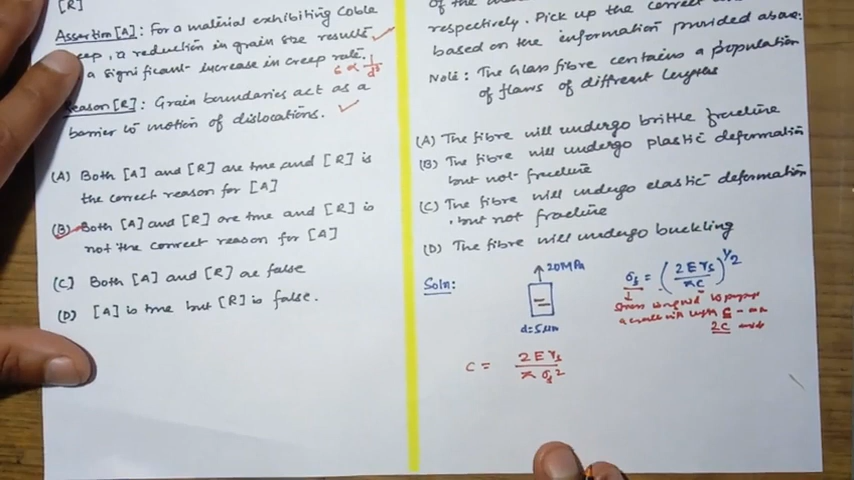 [R]
Assertion [A]: For a material exhibiting Coble
creep, a reduction in grain size results
a significant increase in creep rate.
Reason [R]: Grain boundaries act as a
barrier to motion of dislocations.
(A) Both [A] and [R] are true and [R] is
the correct reason for [A]
(B) Both [A] and [R] are true and [R] is
not the correct reason for [A]
(C) Both [A] and [R] are false
(D) [A] is true but [R] is false.
respectively. Pick up the correct
based on the information provided above.
Note: The Glass fibre contains a population
of flaws of different lengths
(A) The fibre will undergo brittle fracture
(B) The fibre will undergo plastic deformation
but not fracture
(C) The fibre will undergo elastic deformation
but not fracture
(D) The fibre will undergo buckling
Soln:
20 MPa
d=5μm
σf = (2Eγs/πc)^1/2
2c
c = 2Eγs/πσf²